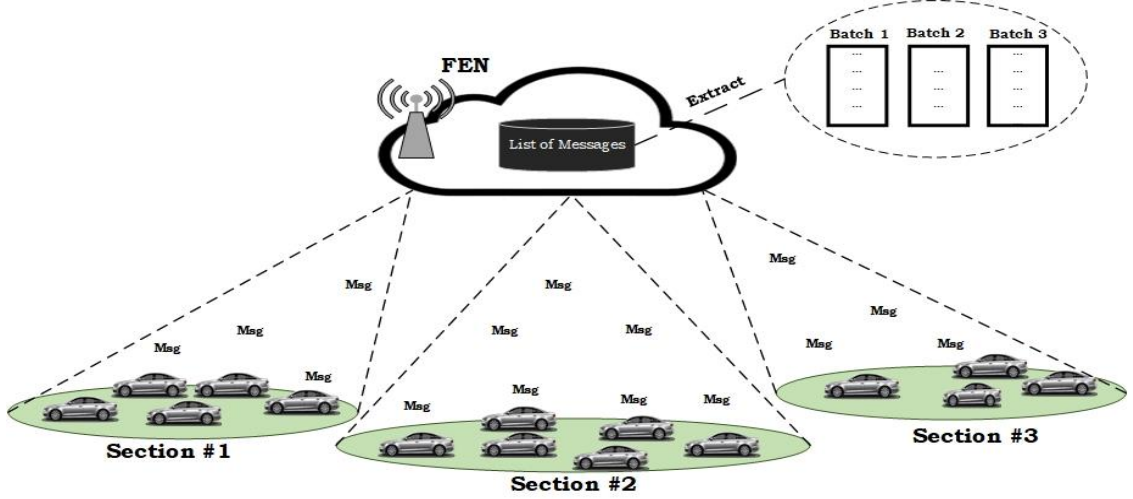 Batch 1 Batch 2 Batch 3
...
... ... ...
... ... ...
... ... ...
FEN
Extract
List of Messages
Msg
Msg Msg
Msg
Msg Msg Msg Msg
Msg Msg Msg
Msg
Msg
Msg Msg Msg
Section #1
Section #2
Section #3